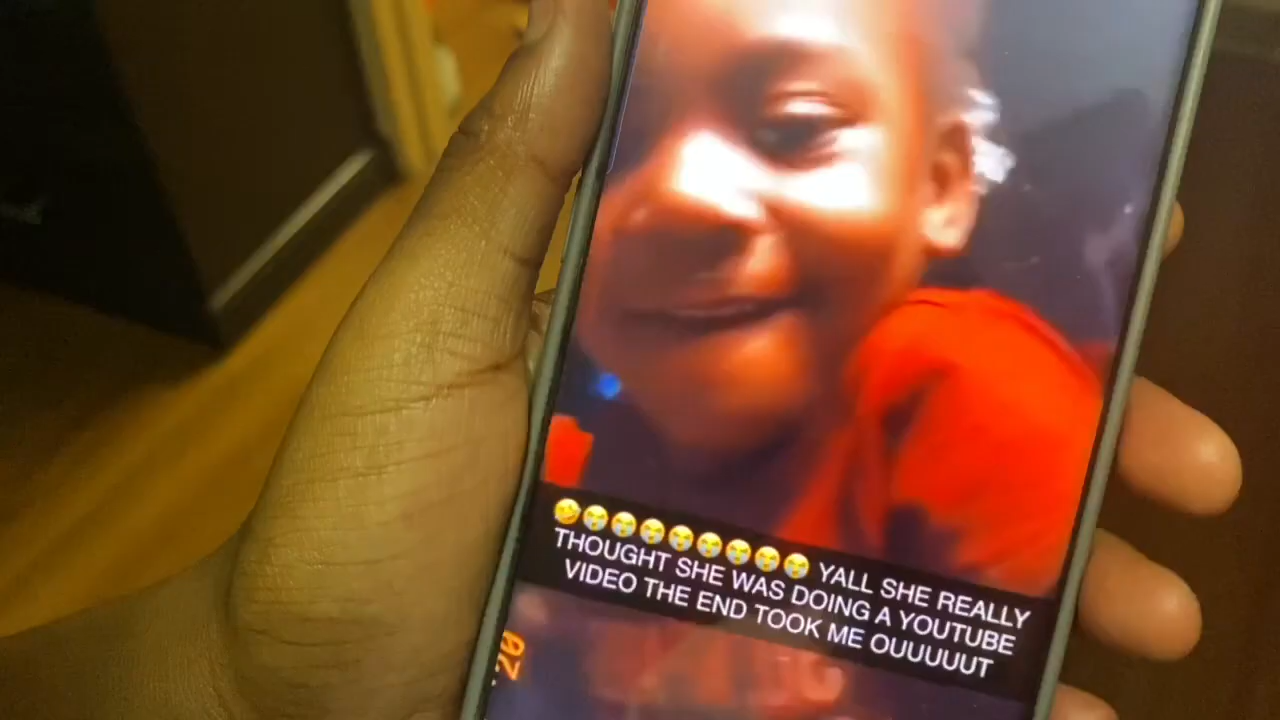 🤣😭😭😭😭😭😭😭😭 YALL SHE REALLY
THOUGHT SHE WAS DOING A YOUTUBE
VIDEO THE END TOOK ME OUUUUUT